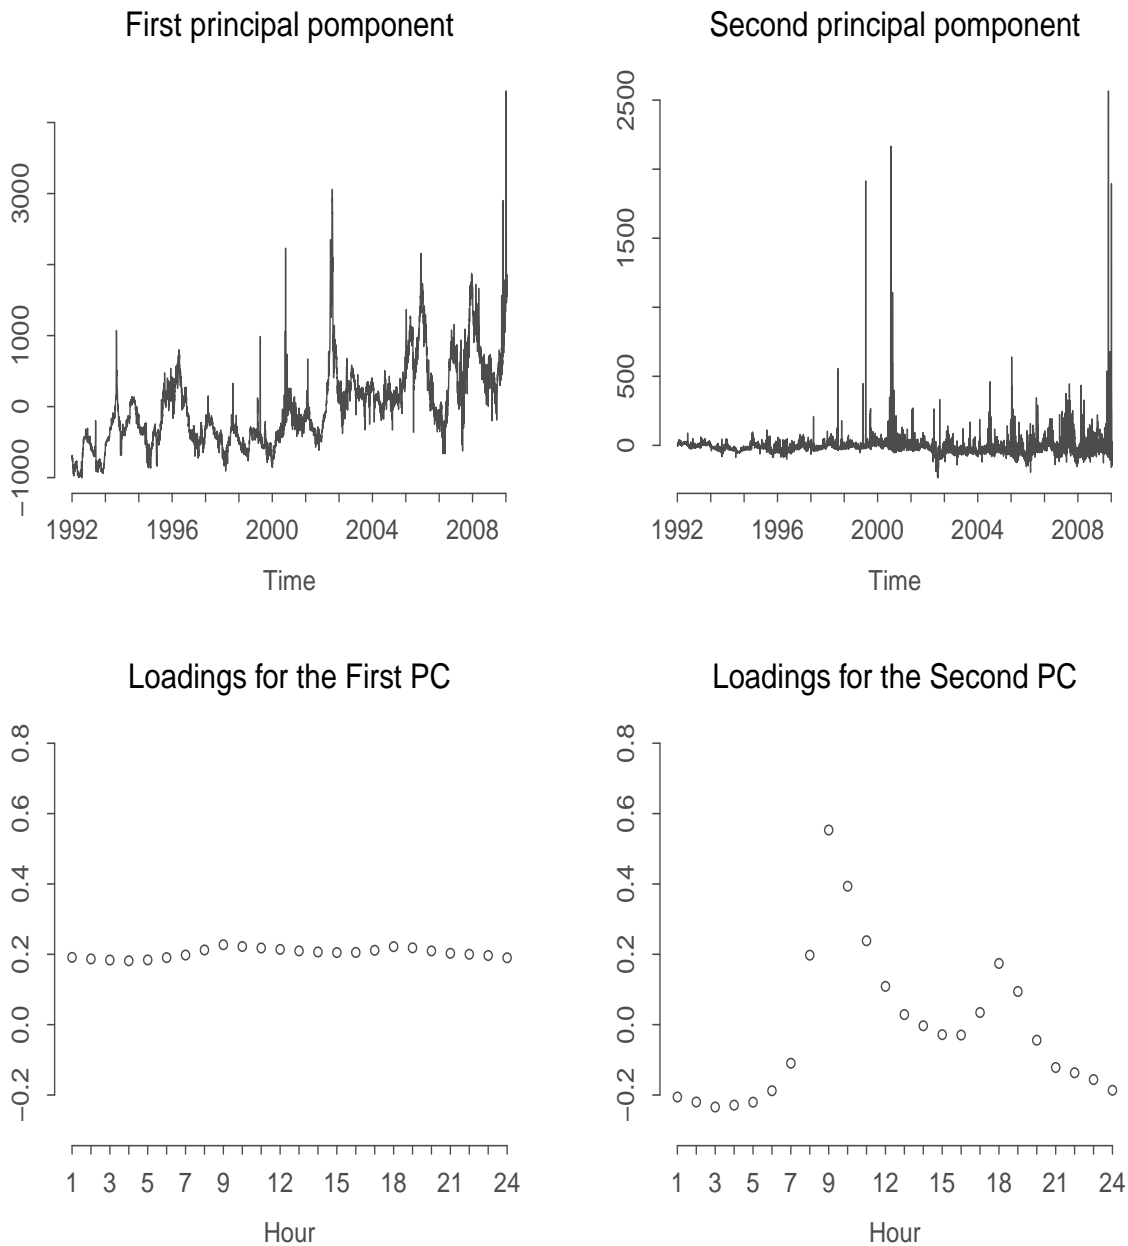 First principal pomponent
−1000 0 1000 3000
1992 1996 2000 2004 2008
Time
Second principal pomponent
0 500 1500 2500
1992 1996 2000 2004 2008
Time
Loadings for the First PC
−0.2 0.0 0.2 0.4 0.6 0.8
1 3 5 7 9 12 15 18 21 24
Hour
Loadings for the Second PC
−0.2 0.0 0.2 0.4 0.6 0.8
1 3 5 7 9 12 15 18 21 24
Hour